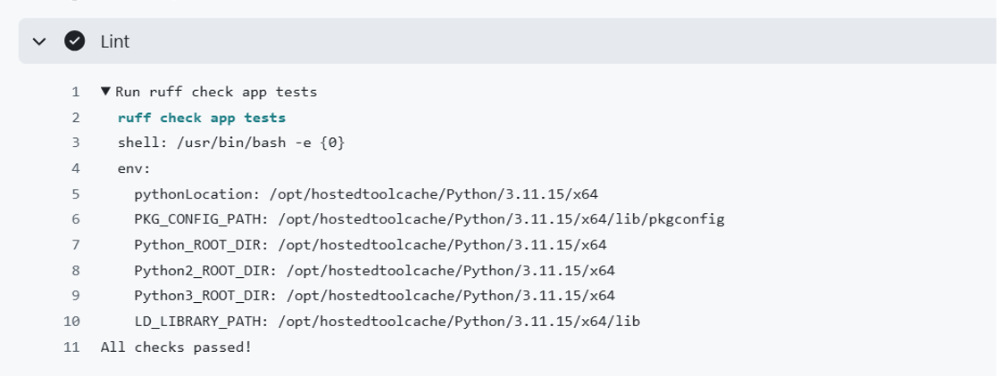 Lint
1 ▼ Run ruff check app tests
2 ruff check app tests
3 shell: /usr/bin/bash -e {0}
4 env:
5 pythonLocation: /opt/hostedtoolcache/Python/3.11.15/x64
6 PKG_CONFIG_PATH: /opt/hostedtoolcache/Python/3.11.15/x64/lib/pkgconfig
7 Python_ROOT_DIR: /opt/hostedtoolcache/Python/3.11.15/x64
8 Python2_ROOT_DIR: /opt/hostedtoolcache/Python/3.11.15/x64
9 Python3_ROOT_DIR: /opt/hostedtoolcache/Python/3.11.15/x64
10 LD_LIBRARY_PATH: /opt/hostedtoolcache/Python/3.11.15/x64/lib
11 All checks passed!